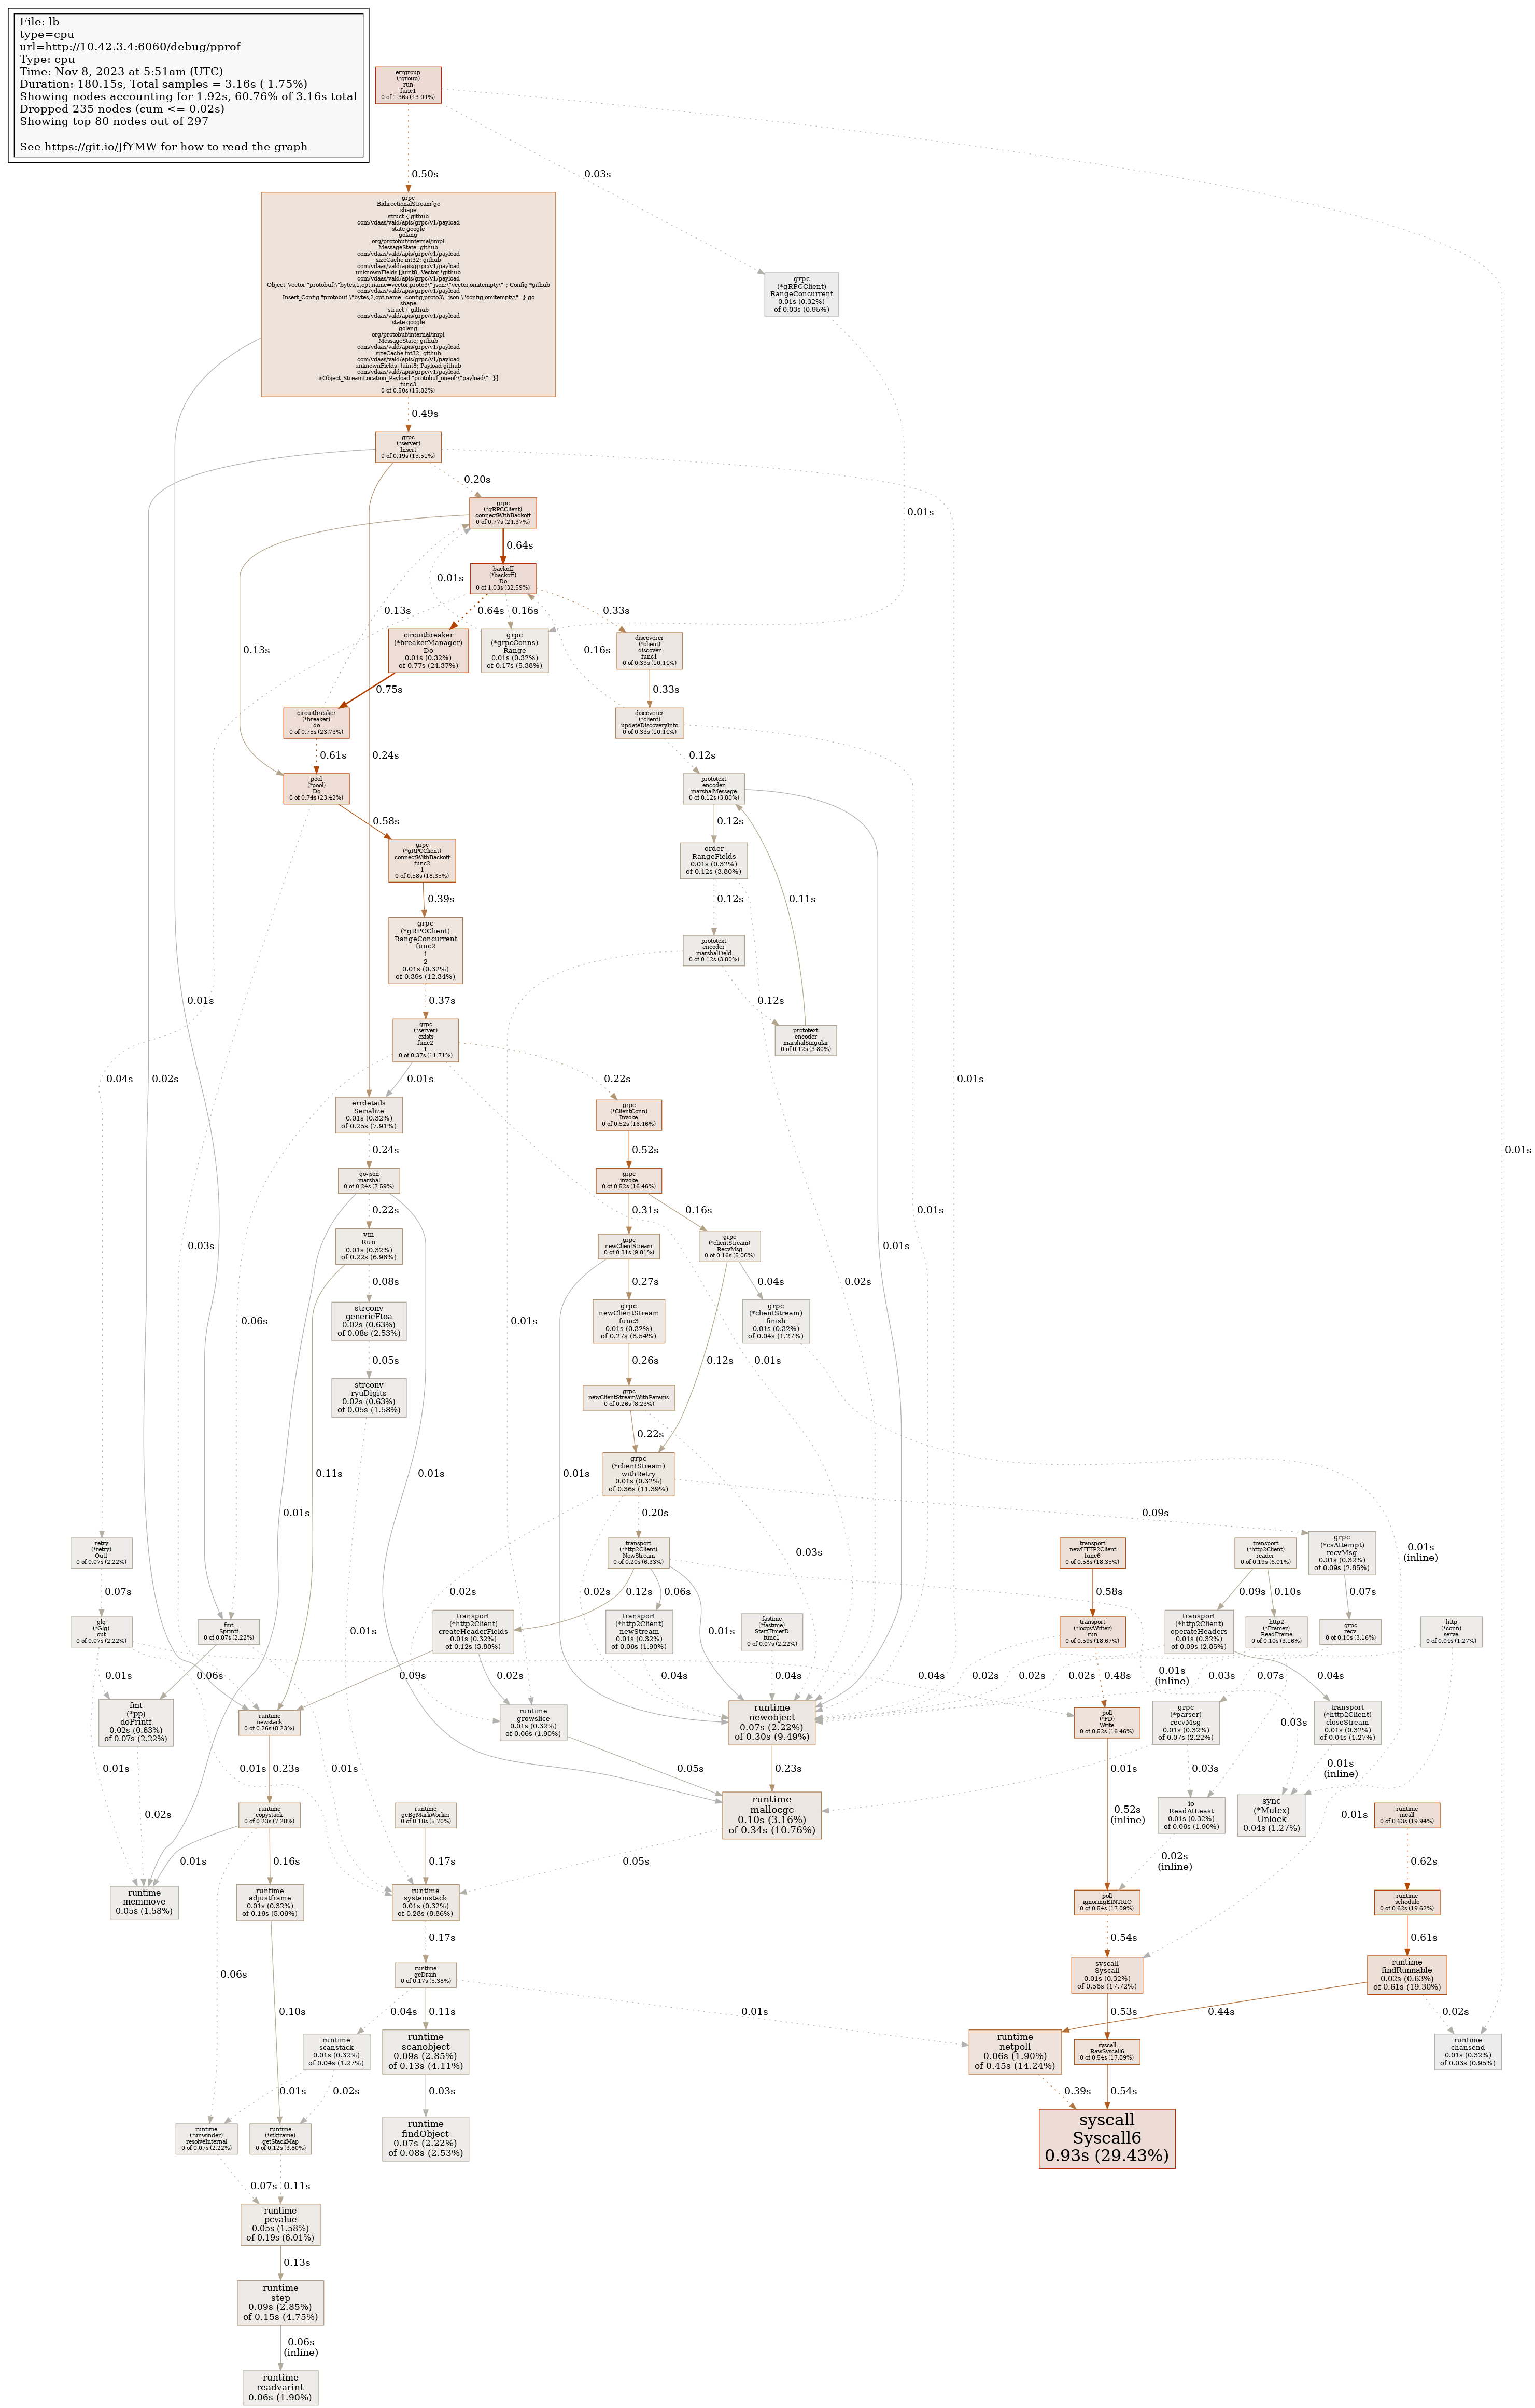 File: lb
type=cpu
url=http://10.42.3.4:6060/debug/pprof
Type: cpu
Time: Nov 8, 2023 at 5:51am (UTC)
Duration: 180.15s, Total samples = 3.16s ( 1.75%)
Showing nodes accounting for 1.92s, 60.76% of 3.16s total
Dropped 235 nodes (cum <= 0.02s)
Showing top 80 nodes out of 297
See https://git.io/JfYMW for how to read the graph
errgroup
(*group)
run
func1
0 of 1.36s (43.04%)
0.50s
0.03s
grpc
BidirectionalStream[go
shape
struct { github
com/vdaas/vald/apis/grpc/v1/payload
state google
golang
org/protobuf/internal/impl
MessageState; github
com/vdaas/vald/apis/grpc/v1/payload
sizeCache int32; github
com/vdaas/vald/apis/grpc/v1/payload
unknownFields []uint8; Vector *github
com/vdaas/vald/apis/grpc/v1/payload
Object_Vector "protobuf:\"bytes,1,opt,name=vector,proto3\" json:\"vector,omitempty\""; Config *github
com/vdaas/vald/apis/grpc/v1/payload
Insert_Config "protobuf:\"bytes,2,opt,name=config,proto3\" json:\"config,omitempty\"" },go
shape
struct { github
com/vdaas/vald/apis/grpc/v1/payload
state google
golang
org/protobuf/internal/impl
MessageState; github
com/vdaas/vald/apis/grpc/v1/payload
sizeCache int32; github
com/vdaas/vald/apis/grpc/v1/payload
unknownFields []uint8; Payload github
com/vdaas/vald/apis/grpc/v1/payload
isObject_StreamLocation_Payload "protobuf_oneof:\"payload\"" }]
func3
0 of 0.50s (15.82%)
grpc
(*gRPCClient)
RangeConcurrent
0.01s (0.32%)
of 0.03s (0.95%)
0.49s
grpc
(*server)
Insert
0 of 0.49s (15.51%)
0.20s
grpc
(*gRPCClient)
connectWithBackoff
0 of 0.77s (24.37%)
0.01s
0.64s
backoff
(*backoff)
Do
0 of 1.03s (32.59%)
0.01s
0.13s
0.64s
0.16s
0.33s
circuitbreaker
(*breakerManager)
Do
0.01s (0.32%)
of 0.77s (24.37%)
grpc
(*grpcConns)
Range
0.01s (0.32%)
of 0.17s (5.38%)
0.16s
discoverer
(*client)
discover
func1
0 of 0.33s (10.44%)
0.13s
0.75s
0.33s
circuitbreaker
(*breaker)
do
0 of 0.75s (23.73%)
discoverer
(*client)
updateDiscoveryInfo
0 of 0.33s (10.44%)
0.61s
0.24s
0.12s
pool
(*pool)
Do
0 of 0.74s (23.42%)
prototext
encoder
marshalMessage
0 of 0.12s (3.80%)
0.58s
0.12s
grpc
(*gRPCClient)
connectWithBackoff
func2
1
0 of 0.58s (18.35%)
order
RangeFields
0.01s (0.32%)
of 0.12s (3.80%)
0.39s
0.12s
0.11s
grpc
(*gRPCClient)
RangeConcurrent
func2
1
2
0.01s (0.32%)
of 0.39s (12.34%)
prototext
encoder
marshalField
0 of 0.12s (3.80%)
0.01s
0.37s
0.12s
grpc
(*server)
exists
func2
1
0 of 0.37s (11.71%)
prototext
encoder
marshalSingular
0 of 0.12s (3.80%)
0.04s
0.02s
0.01s
0.22s
0.01s
errdetails
Serialize
0.01s (0.32%)
of 0.25s (7.91%)
grpc
(*ClientConn)
Invoke
0 of 0.52s (16.46%)
0.24s
0.52s
0.01s
go-json
marshal
0 of 0.24s (7.59%)
grpc
invoke
0 of 0.52s (16.46%)
0.22s
0.31s
0.16s
0.01s
0.03s
vm
Run
0.01s (0.32%)
of 0.22s (6.96%)
grpc
newClientStream
0 of 0.31s (9.81%)
grpc
(*clientStream)
RecvMsg
0 of 0.16s (5.06%)
0.01s
0.08s
0.27s
0.04s
0.02s
0.06s
strconv
genericFtoa
0.02s (0.63%)
of 0.08s (2.53%)
0.01s
grpc
newClientStream
func3
0.01s (0.32%)
of 0.27s (8.54%)
grpc
(*clientStream)
finish
0.01s (0.32%)
of 0.04s (1.27%)
0.05s
0.26s
0.12s
0.01s
strconv
ryuDigits
0.02s (0.63%)
of 0.05s (1.58%)
grpc
newClientStreamWithParams
0 of 0.26s (8.23%)
0.22s
0.11s
0.01s
0.01s
grpc
(*clientStream)
withRetry
0.01s (0.32%)
of 0.36s (11.39%)
0.01s
0.20s
0.09s
retry
(*retry)
Outf
0 of 0.07s (2.22%)
transport
(*http2Client)
NewStream
0 of 0.20s (6.33%)
0.03s
transport
newHTTP2Client
func6
0 of 0.58s (18.35%)
transport
(*http2Client)
reader
0 of 0.19s (6.01%)
grpc
(*csAttempt)
recvMsg
0.01s (0.32%)
of 0.09s (2.85%)
0.01s
(inline)
0.07s
0.02s
0.02s
0.12s
0.06s
0.58s
0.09s
0.10s
0.07s
glg
(*Glg)
out
0 of 0.07s (2.22%)
fmt
Sprintf
0 of 0.07s (2.22%)
0.01s
transport
(*http2Client)
createHeaderFields
0.01s (0.32%)
of 0.12s (3.80%)
transport
(*http2Client)
newStream
0.01s (0.32%)
of 0.06s (1.90%)
0.01s
fastime
(*fastime)
StartTimerD
func1
0 of 0.07s (2.22%)
transport
(*loopyWriter)
run
0 of 0.59s (18.67%)
transport
(*http2Client)
operateHeaders
0.01s (0.32%)
of 0.09s (2.85%)
http2
(*Framer)
ReadFrame
0 of 0.10s (3.16%)
grpc
recv
0 of 0.10s (3.16%)
http
(*conn)
serve
0 of 0.04s (1.27%)
0.01s
0.06s
0.09s
0.02s
0.04s
0.04s
0.04s
0.02s
0.48s
0.02s
0.02s
0.01s
(inline)
0.03s
0.07s
0.04s
fmt
(*pp)
doPrintf
0.02s (0.63%)
of 0.07s (2.22%)
runtime
newstack
0 of 0.26s (8.23%)
runtime
growslice
0.01s (0.32%)
of 0.06s (1.90%)
runtime
newobject
0.07s (2.22%)
of 0.30s (9.49%)
poll
(*FD)
Write
0 of 0.52s (16.46%)
grpc
(*parser)
recvMsg
0.01s (0.32%)
of 0.07s (2.22%)
0.03s
transport
(*http2Client)
closeStream
0.01s (0.32%)
of 0.04s (1.27%)
0.01s
0.02s
0.01s
0.23s
0.01s
0.05s
0.23s
0.01s
0.03s
0.01s
(inline)
runtime
copystack
0 of 0.23s (7.28%)
runtime
gcBgMarkWorker
0 of 0.18s (5.70%)
runtime
mallocgc
0.10s (3.16%)
of 0.34s (10.76%)
0.52s
(inline)
io
ReadAtLeast
0.01s (0.32%)
of 0.06s (1.90%)
sync
(*Mutex)
Unlock
0.04s (1.27%)
0.01s
runtime
mcall
0 of 0.63s (19.94%)
0.01s
0.16s
0.17s
0.05s
0.02s
(inline)
0.62s
runtime
memmove
0.05s (1.58%)
runtime
adjustframe
0.01s (0.32%)
of 0.16s (5.06%)
runtime
systemstack
0.01s (0.32%)
of 0.28s (8.86%)
poll
ignoringEINTRIO
0 of 0.54s (17.09%)
runtime
schedule
0 of 0.62s (19.62%)
0.17s
0.54s
0.61s
0.06s
runtime
gcDrain
0 of 0.17s (5.38%)
syscall
Syscall
0.01s (0.32%)
of 0.56s (17.72%)
runtime
findRunnable
0.02s (0.63%)
of 0.61s (19.30%)
0.10s
0.04s
0.11s
0.01s
0.53s
0.44s
0.02s
runtime
scanstack
0.01s (0.32%)
of 0.04s (1.27%)
runtime
scanobject
0.09s (2.85%)
of 0.13s (4.11%)
runtime
netpoll
0.06s (1.90%)
of 0.45s (14.24%)
syscall
RawSyscall6
0 of 0.54s (17.09%)
runtime
chansend
0.01s (0.32%)
of 0.03s (0.95%)
0.01s
0.02s
0.03s
0.39s
0.54s
runtime
(*unwinder)
resolveInternal
0 of 0.07s (2.22%)
runtime
(*stkframe)
getStackMap
0 of 0.12s (3.80%)
runtime
findObject
0.07s (2.22%)
of 0.08s (2.53%)
syscall
Syscall6
0.93s (29.43%)
0.07s
0.11s
runtime
pcvalue
0.05s (1.58%)
of 0.19s (6.01%)
0.13s
runtime
step
0.09s (2.85%)
of 0.15s (4.75%)
0.06s
(inline)
runtime
readvarint
0.06s (1.90%)